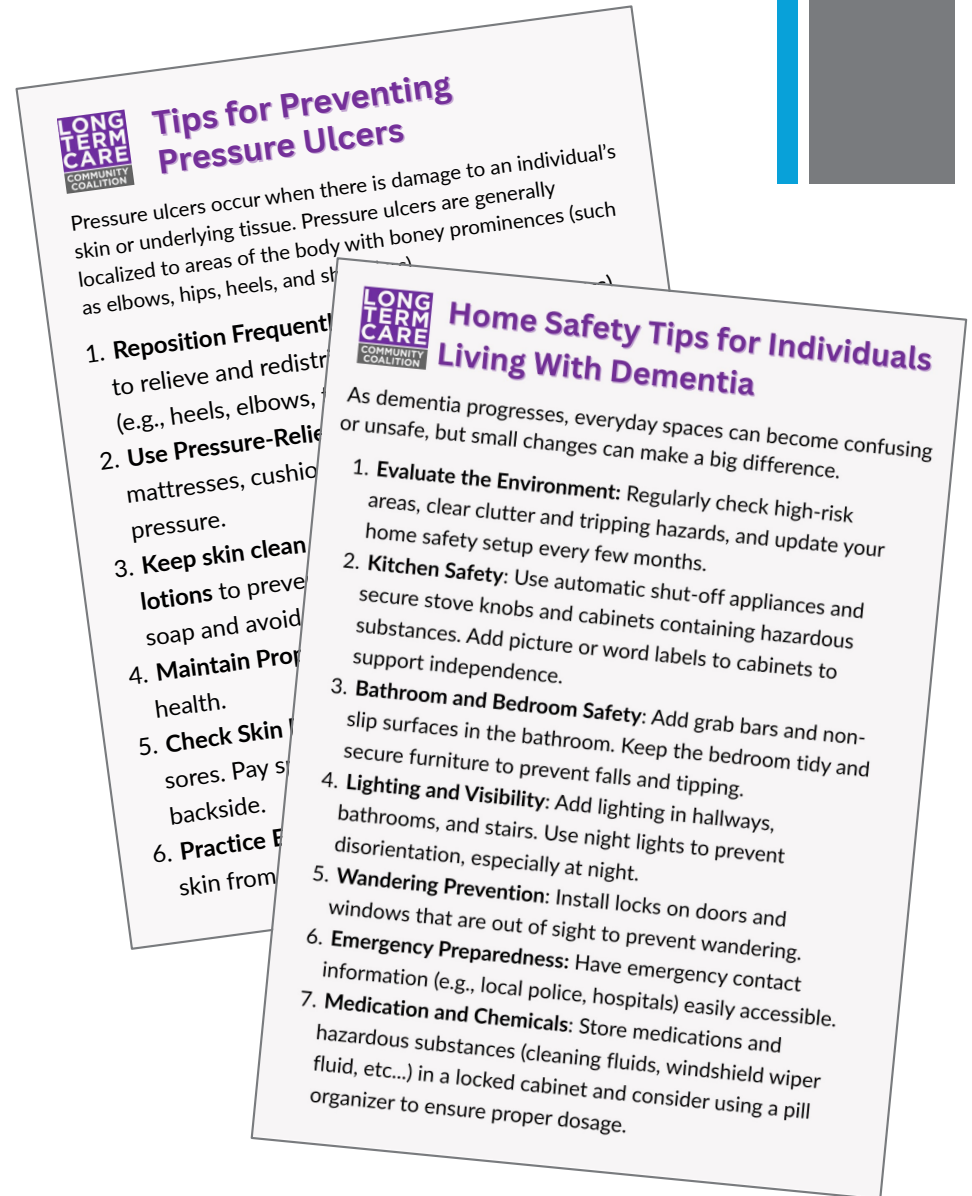 LONG
TERM
CARE
COMMUNITY
COALITION
Tips for Preventing
Pressure Ulcers
Pressure ulcers occur when there is damage to an individual's
skin or underlying tissue. Pressure ulcers are generally
localized to areas of the body with boney prominences (such
as elbows, hips, heels, and
1. Reposition
to relieve and
(e.g., heels, elbows,
2. Use
mattresses,
pressure.
3. Keep skin clean
lotions to
soap and avoid
4. Maintain
health.
5. Check Skin
sores. Pay
backside.
6. Practice
skin from
LONG
TERM
CARE
COMMUNITY
COALITION
Home Safety Tips for Individuals
Living With Dementia
As dementia progresses, everyday spaces can become confusing
or unsafe, but small changes can make a big difference.
1. Evaluate the Environment: Regularly check high-risk
areas, clear clutter and tripping hazards, and update your
home safety setup every few months.
2. Kitchen Safety: Use automatic shut-off appliances and
secure stove knobs and cabinets containing hazardous
substances. Add picture or word labels to cabinets to
support independence.
3. Bathroom and Bedroom Safety: Add grab bars and non-
slip surfaces in the bathroom. Keep the bedroom tidy and
secure furniture to prevent falls and tipping.
4. Lighting and Visibility: Add lighting in hallways,
bathrooms, and stairs. Use night lights to prevent
disorientation, especially at night.
5. Wandering Prevention: Install locks on doors and
windows that are out of sight to prevent wandering.
6. Emergency Preparedness: Have emergency contact
information (e.g., local police, hospitals) easily accessible.
7. Medication and Chemicals: Store medications and
hazardous substances (cleaning fluids, windshield wiper
fluid, etc...) in a locked cabinet and consider using a pill
organizer to ensure proper dosage.